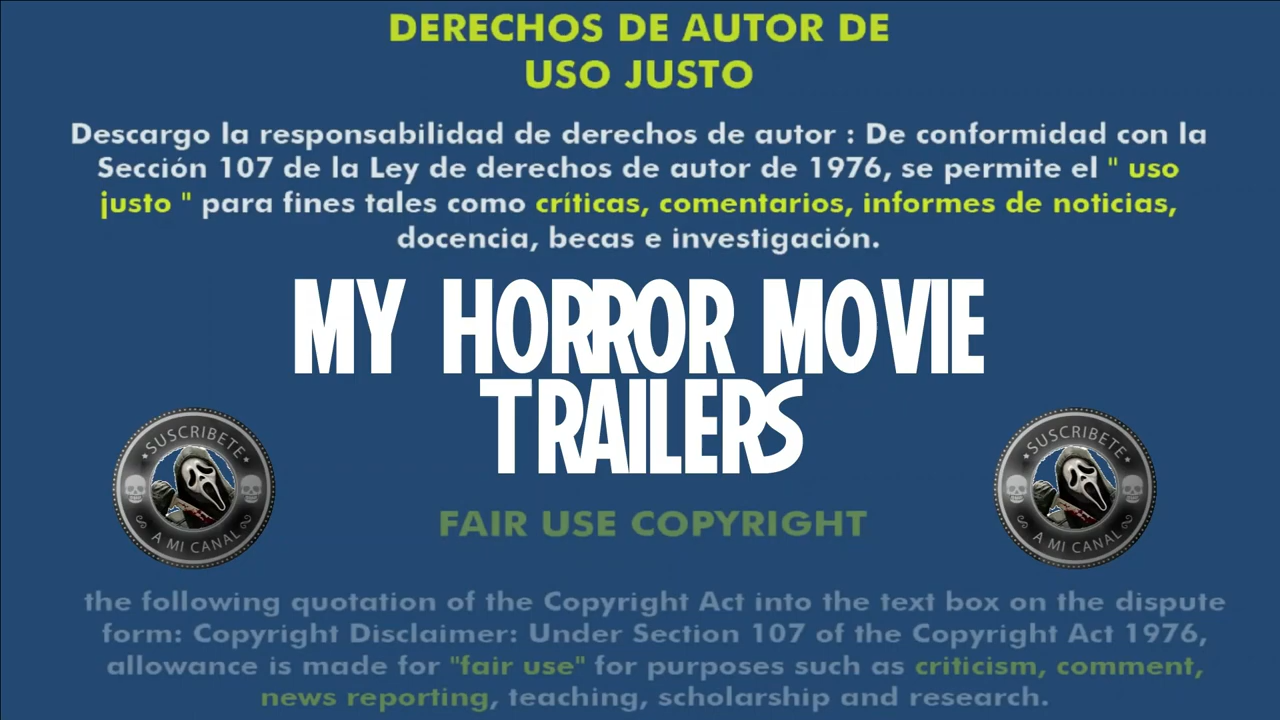 DERECHOS DE AUTOR DE
USO JUSTO
Descargo la responsabilidad de derechos de autor : De conformidad con la
Sección 107 de la Ley de derechos de autor de 1976, se permite el " uso
justo " para fines tales como críticas, comentarios, informes de noticias,
docencia, becas e investigación.
MY HORROR MOVIE
TRAILERS
SUSCRIBETE
A MI CANAL
SUSCRIBETE
A MI CANAL
FAIR USE COPYRIGHT
the following quotation of the Copyright Act into the text box on the dispute
form: Copyright Disclaimer: Under Section 107 of the Copyright Act 1976,
allowance is made for "fair use" for purposes such as criticism, comment,
news reporting, teaching, scholarship and research.